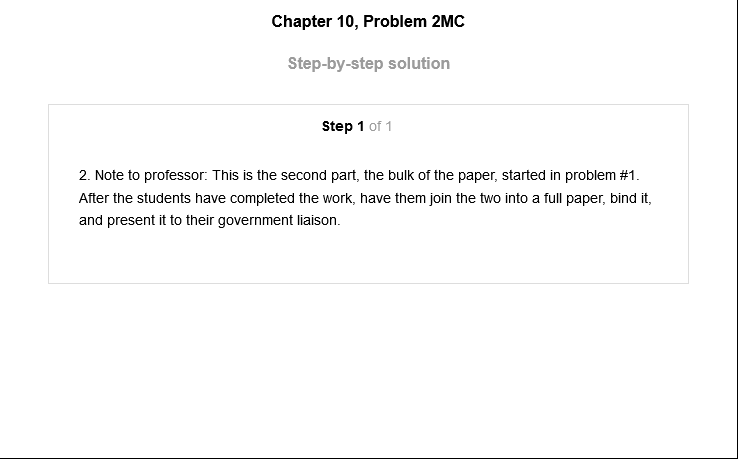 Chapter 10, Problem 2MC
Step-by-step solution
Step 1 of 1
2. Note to professor: This is the second part, the bulk of the paper, started in problem #1.
After the students have completed the work, have them join the two into a full paper, bind it,
and present it to their government liaison.